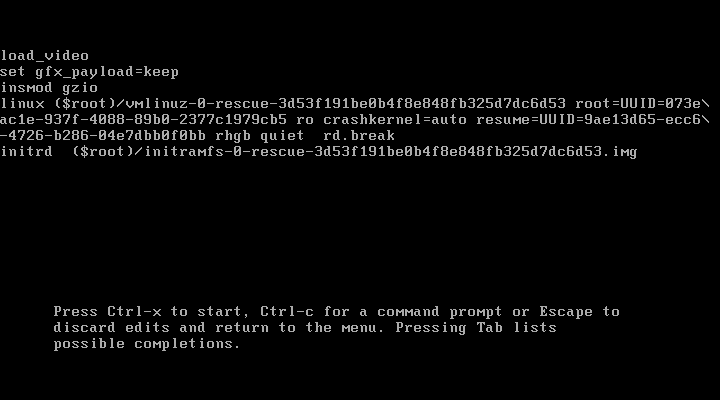 load_video
set gfx_payload=keep
insmod gzio
linux ($root)/vmlinuz-0-rescue-3d53f191be0b4f8e848fb325d7dc6d53 root=UUID=073e\
ac1e-937f-4088-89b0-2377c1979cb5 ro crashkernel=auto resume=UUID=9ae13d65-ecc6\
-4726-b286-04e7dbb0f0bb rhgb quiet  rd.break
initrd  ($root)/initramfs-0-rescue-3d53f191be0b4f8e848fb325d7dc6d53.img
Press Ctrl-x to start, Ctrl-c for a command prompt or Escape to
discard edits and return to the menu. Pressing Tab lists
possible completions.